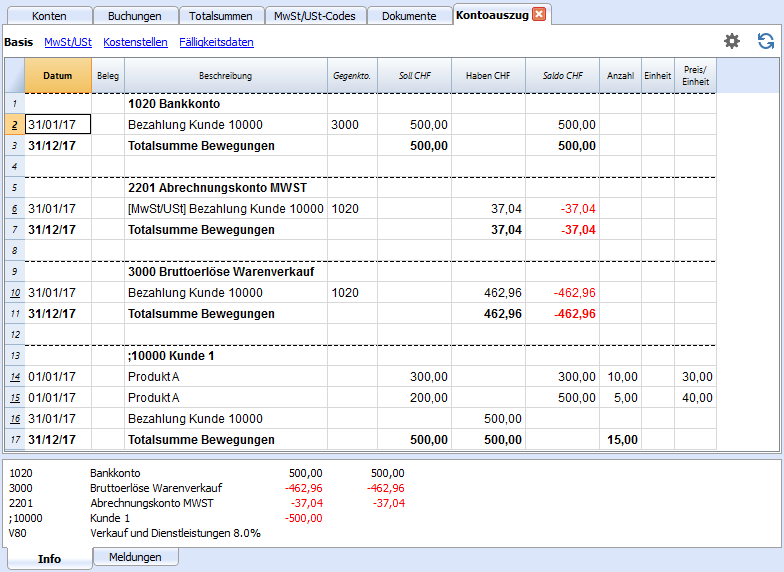 Konten Buchungen Totalsummen MwSt/USt-Codes Dokumente Kontoauszug
Basis MwSt/USt Kostenstellen Fälligkeitsdaten
Datum Beleg Beschreibung Gegenkto. Soll CHF Haben CHF Saldo CHF Anzahl Einheit Preis/
Einheit
1 1020 Bankkonto
2 31/01/17 Bezahlung Kunde 10000 3000 500,00 500,00
3 31/12/17 Totalsumme Bewegungen 500,00 500,00
4
5 2201 Abrechnungskonto MWST
6 31/01/17 [MwSt/USt] Bezahlung Kunde 10000 1020 37,04 -37,04
7 31/12/17 Totalsumme Bewegungen 37,04 -37,04
8
9 3000 Bruttoerlöse Warenverkauf
10 31/01/17 Bezahlung Kunde 10000 1020 462,96 -462,96
11 31/12/17 Totalsumme Bewegungen 462,96 -462,96
12
13 ;10000 Kunde 1
14 01/01/17 Produkt A 300,00 300,00 10,00 30,00
15 01/01/17 Produkt A 200,00 500,00 5,00 40,00
16 31/01/17 Bezahlung Kunde 10000 500,00
17 31/12/17 Totalsumme Bewegungen 500,00 500,00 15,00
1020 Bankkonto 500,00 500,00
3000 Bruttoerlöse Warenverkauf -462,96 -462,96
2201 Abrechnungskonto MWST -37,04 -37,04
;10000 Kunde 1 -500,00
V80 Verkauf und Dienstleistungen 8.0%
Info Meldungen